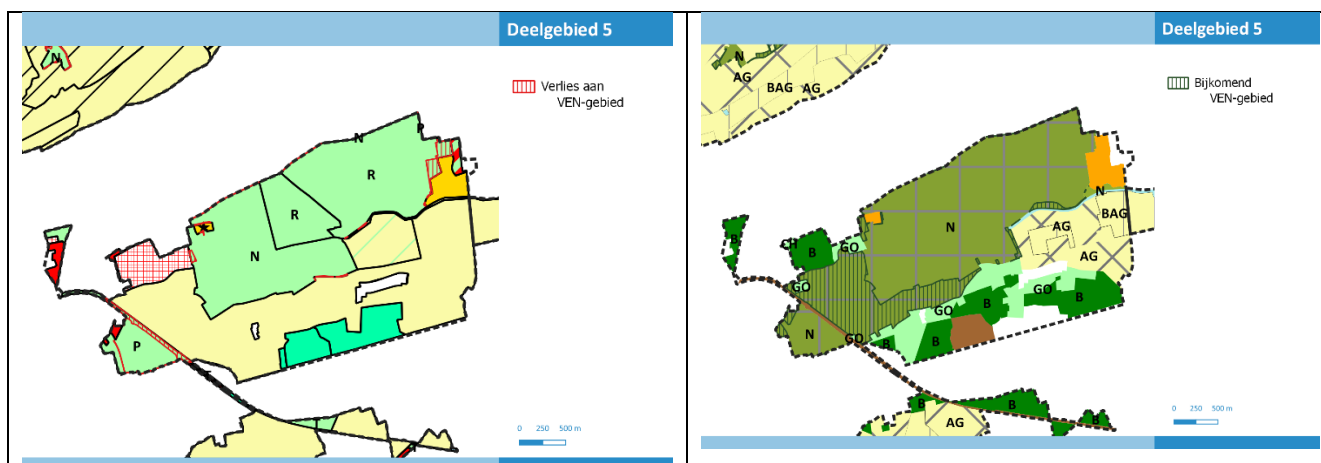 Deelgebied 5
Verlies aan
VEN-gebied
N
N
P
R
R
N
P
0 250 500 m
Deelgebied 5
Bijkomend
VEN-gebied
N
AG
BAG
AG
N
BAG
AG
AG
N
B
CH
B
GO
GO
GO
B
GO
B
N
GO
B
B
B
B
B
AG
0 250 500 m